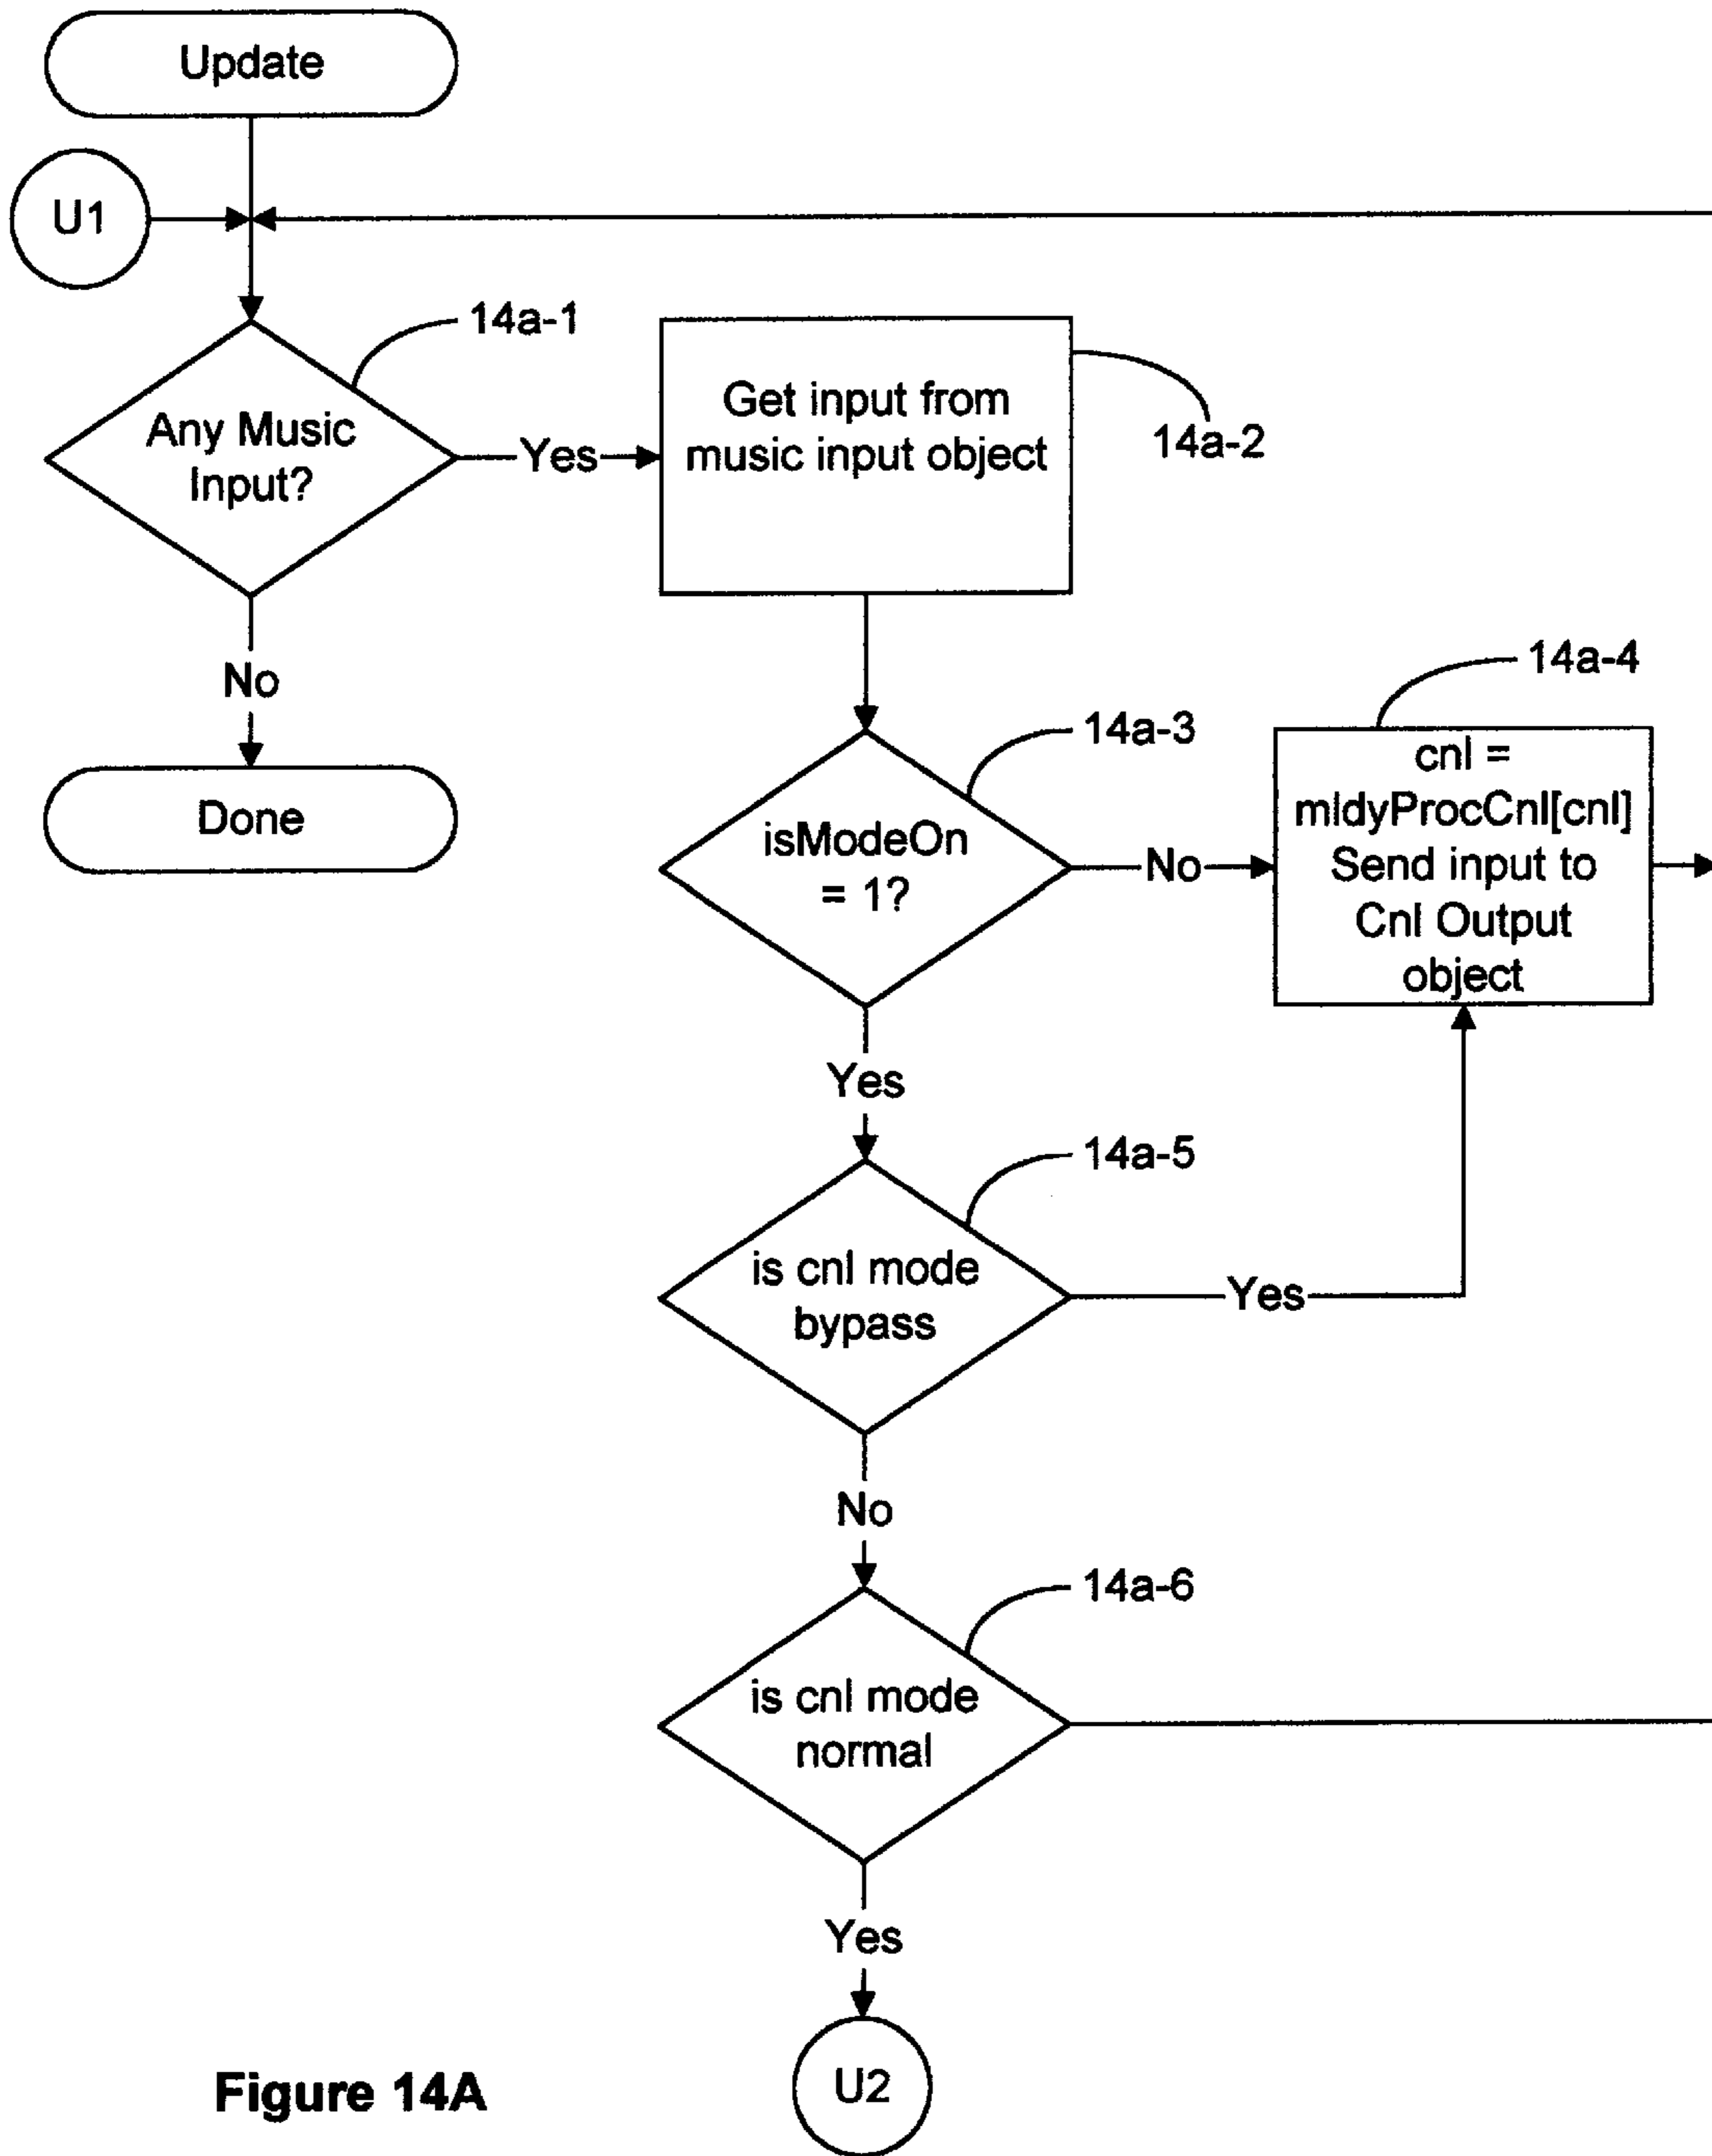 Update
U1
14a-1
Any Music
Input?
Yes
Get input from
music input object
14a-2
No
Done
14a-3
isModeOn
= 1?
No
14a-4
cnl =
mldyProcCnl[cnl]
Send input to
Cnl Output
object
Yes
14a-5
is cnl mode
bypass
Yes
No
14a-6
is cnl mode
normal
Yes
U2
Figure 14A